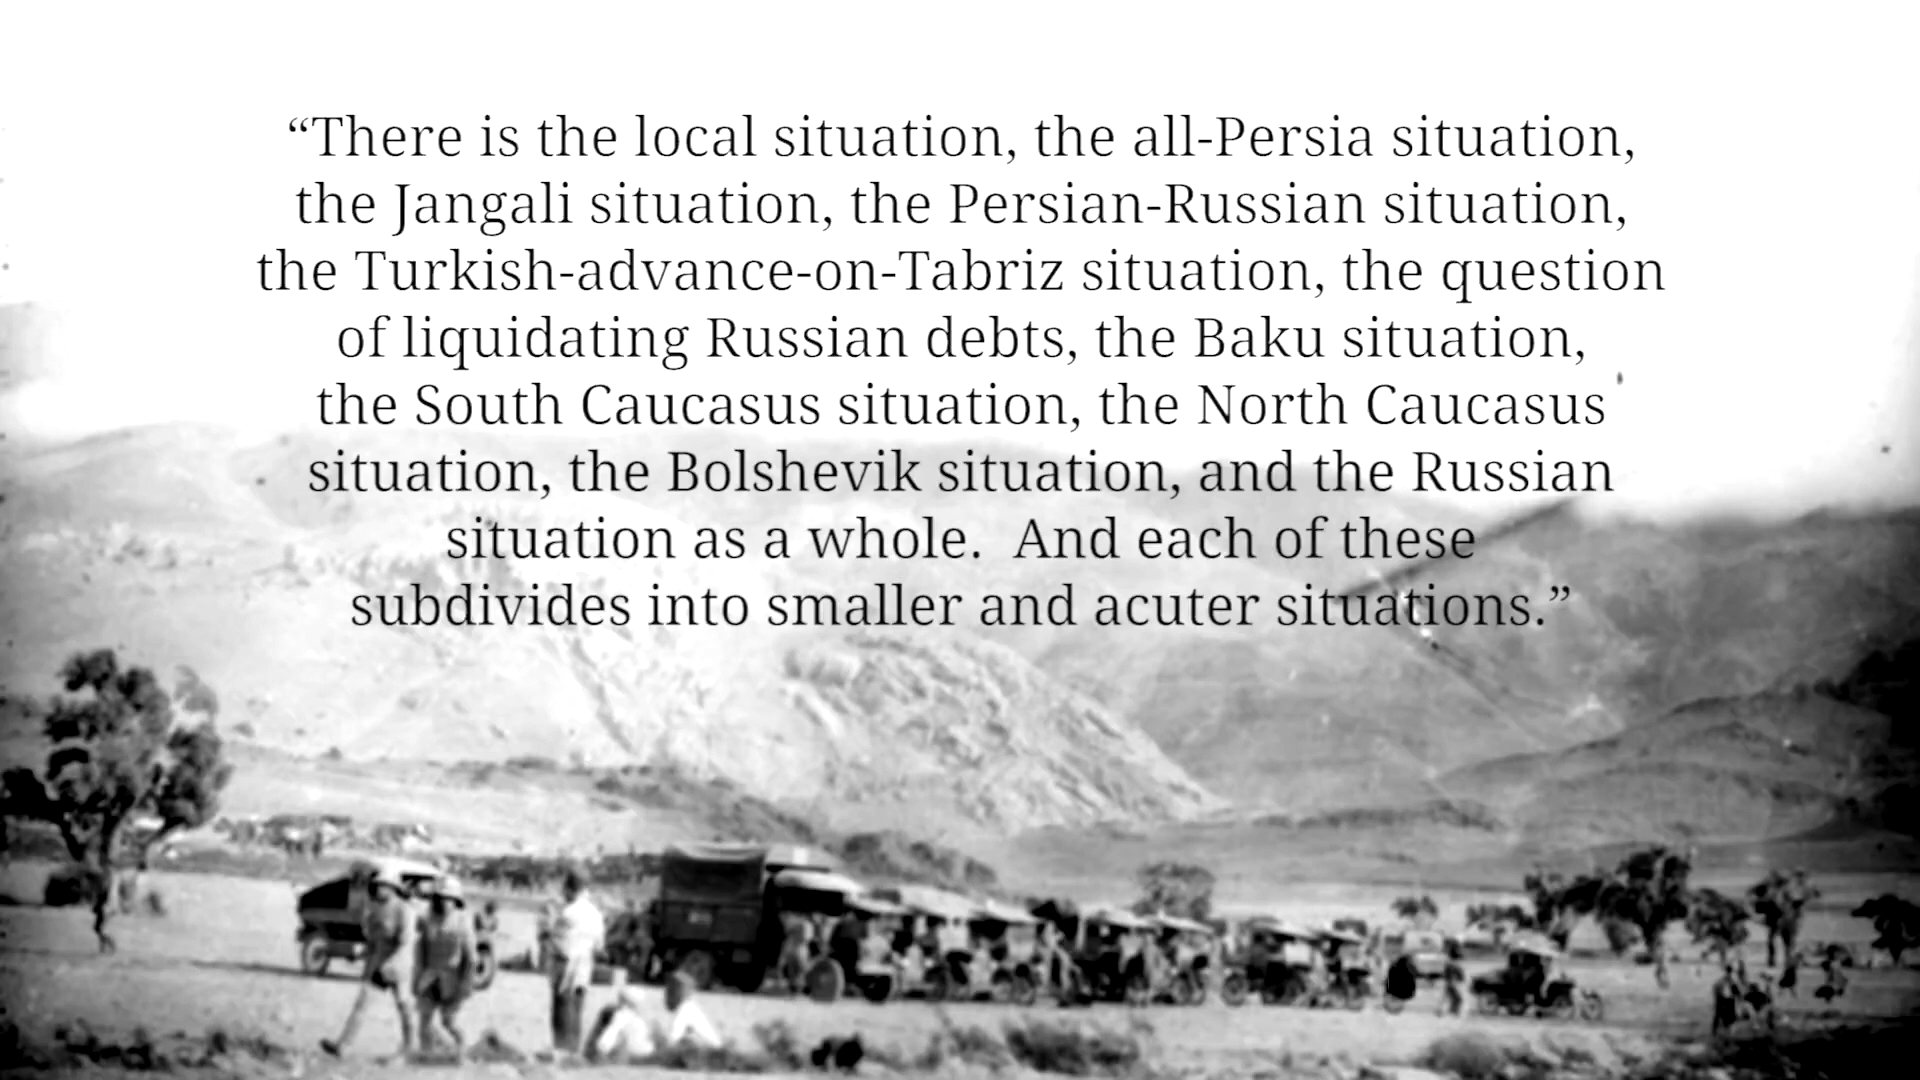 “There is the local situation, the all-Persia situation,
the Jangali situation, the Persian-Russian situation,
the Turkish-advance-on-Tabriz situation, the question
of liquidating Russian debts, the Baku situation,
the South Caucasus situation, the North Caucasus
situation, the Bolshevik situation, and the Russian
situation as a whole.  And each of these
subdivides into smaller and acuter situations.”